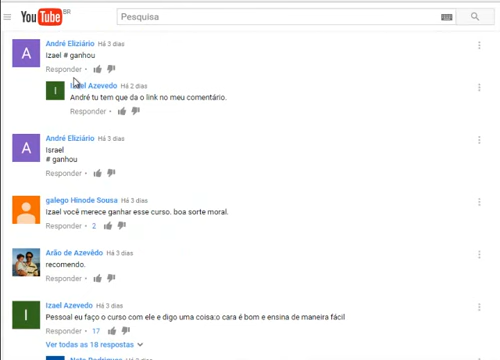 YouTube BR
Pesquisa
André Eliziário Há 3 dias
A
Izael # ganhou
Responder •
Izael Azevedo Há 2 dias
I
André tu tem que da o link no meu comentário.
Responder •
André Eliziário Há 3 dias
A
Israel
# ganhou
Responder •
galego Hinode Sousa Há 3 dias
Izael você merece ganhar esse curso. boa sorte moral.
Responder • 2
Arão de Azevêdo Há 3 dias
recomendo.
Responder •
Izael Azevedo Há 3 dias
I
Pessoal eu faço o curso com ele e digo uma coisa:o cara é bom e ensina de maneira fácil
Responder • 17
Ver todas as 18 respostas